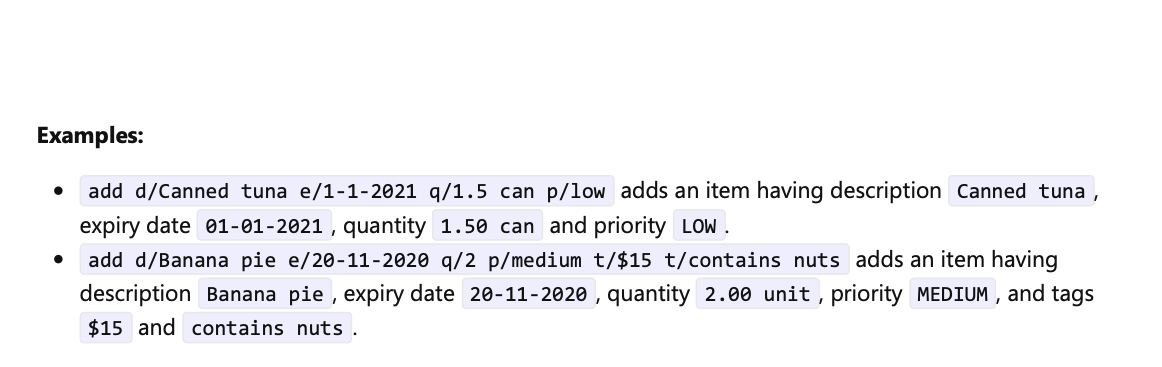 Examples:
• add d/Canned tuna e/1-1-2021 q/1.5 can p/low adds an item having description Canned tuna,
expiry date 01-01-2021, quantity 1.50 can and priority LOW.
• add d/Banana pie e/20-11-2020 q/2 p/medium t/$15 t/contains nuts adds an item having
description Banana pie, expiry date 20-11-2020, quantity 2.00 unit, priority MEDIUM, and tags
$15 and contains nuts.